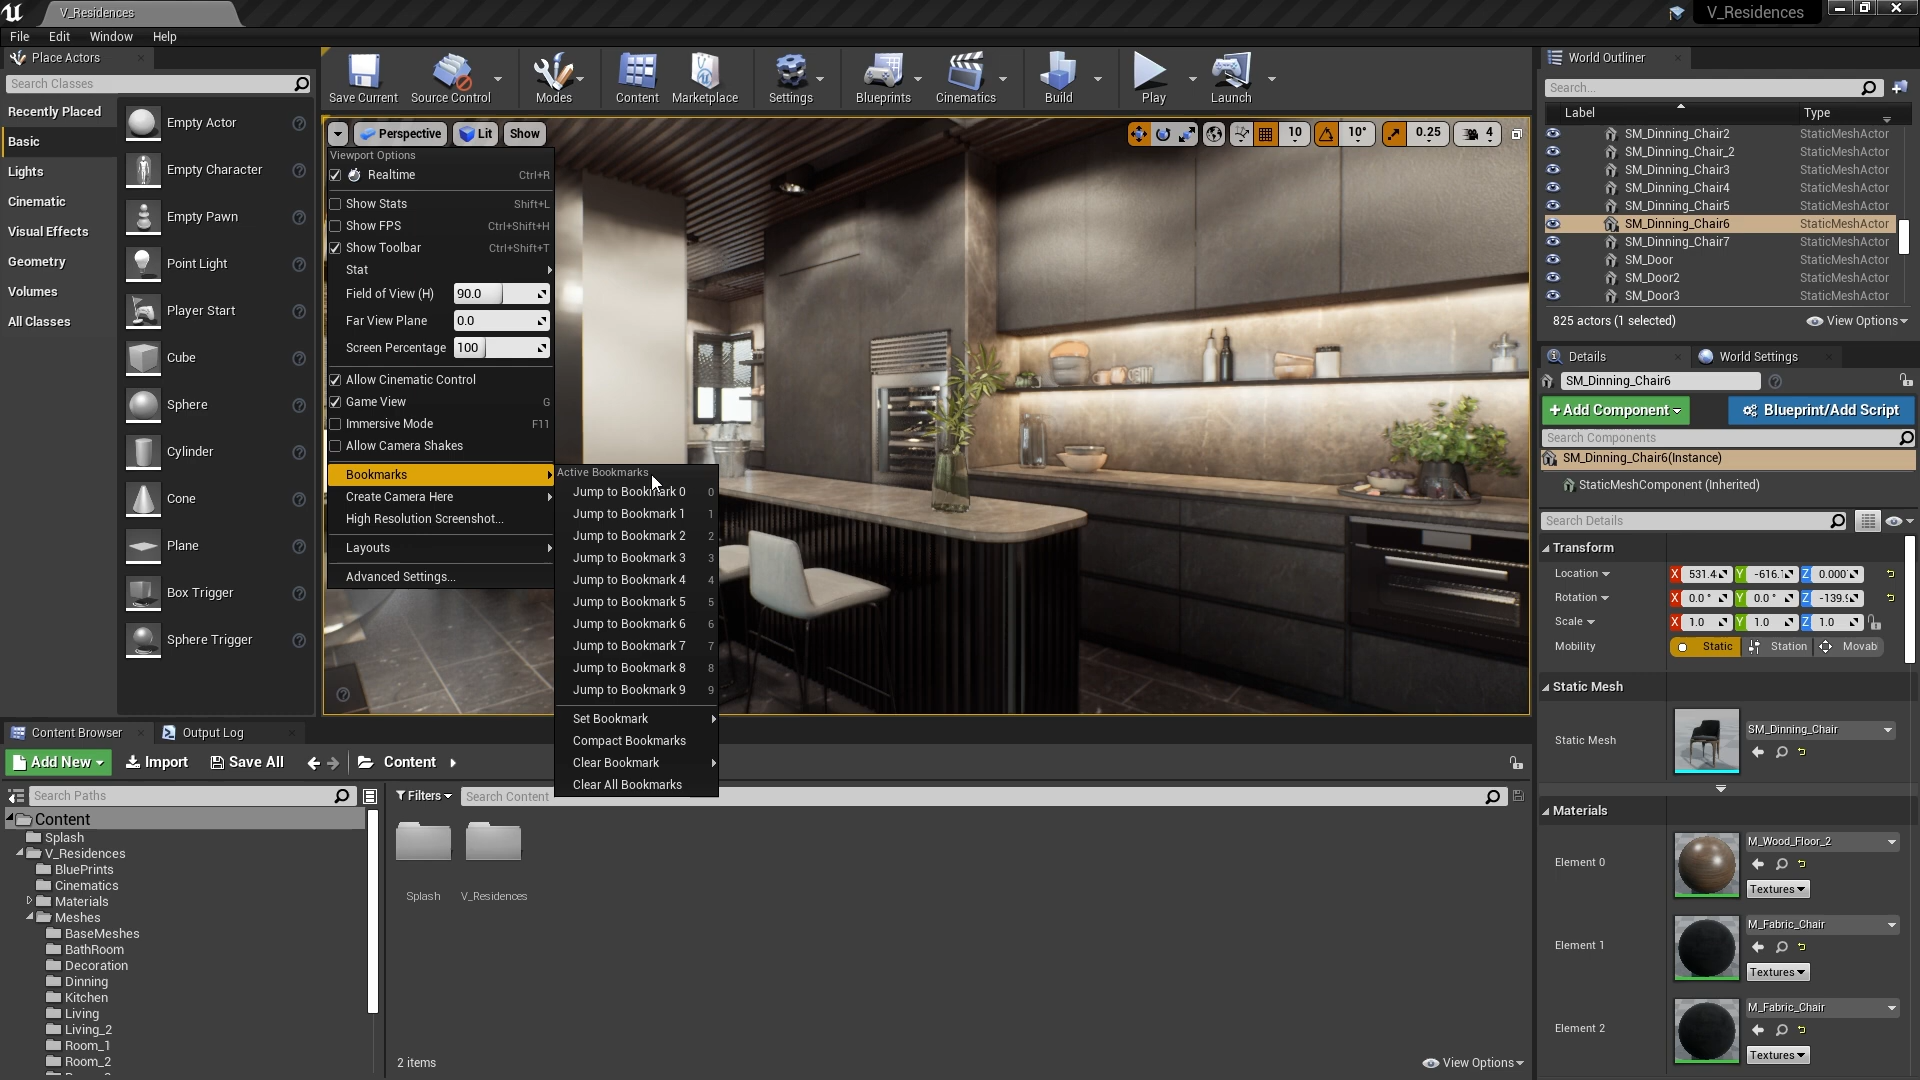 V_Residences
V_Residences
File Edit Window Help
Place Actors
Search Classes
Recently Placed
Basic
Lights
Cinematic
Visual Effects
Geometry
Volumes
All Classes
Empty Actor
Empty Character
Empty Pawn
Point Light
Player Start
Cube
Sphere
Cylinder
Cone
Plane
Box Trigger
Sphere Trigger
Save Current
Source Control
Modes
Content
Marketplace
Settings
Blueprints
Cinematics
Build
Play
Launch
Perspective Lit Show
10 10° 0.25 4
Viewport Options
Realtime Ctrl+R
Show Stats Shift+L
Show FPS Ctrl+Shift+H
Show Toolbar Ctrl+Shift+T
Stat
Field of View (H) 90.0
Far View Plane 0.0
Screen Percentage 100
Allow Cinematic Control
Game View G
Immersive Mode F11
Allow Camera Shakes
Bookmarks
Create Camera Here
High Resolution Screenshot...
Layouts
Advanced Settings...
Active Bookmarks
Jump to Bookmark 0 0
Jump to Bookmark 1 1
Jump to Bookmark 2 2
Jump to Bookmark 3 3
Jump to Bookmark 4 4
Jump to Bookmark 5 5
Jump to Bookmark 6 6
Jump to Bookmark 7 7
Jump to Bookmark 8 8
Jump to Bookmark 9 9
Set Bookmark
Compact Bookmarks
Clear Bookmark
Clear All Bookmarks
World Outliner
Search...
Label Type
SM_Dinning_Chair2 StaticMeshActor
SM_Dinning_Chair_2 StaticMeshActor
SM_Dinning_Chair3 StaticMeshActor
SM_Dinning_Chair4 StaticMeshActor
SM_Dinning_Chair5 StaticMeshActor
SM_Dinning_Chair6 StaticMeshActor
SM_Dinning_Chair7 StaticMeshActor
SM_Door StaticMeshActor
SM_Door2 StaticMeshActor
SM_Door3 StaticMeshActor
825 actors (1 selected) View Options
Details World Settings
SM_Dinning_Chair6
+Add Component Blueprint/Add Script
Search Components
SM_Dinning_Chair6(Instance)
StaticMeshComponent (Inherited)
Search Details
Transform
Location X 531.4 Y -616.1 Z 0.000
Rotation X 0.0 ° Y 0.0 ° Z -139.9
Scale X 1.0 Y 1.0 Z 1.0
Mobility Static Station Movab
Static Mesh
Static Mesh SM_Dinning_Chair
Materials
Element 0 M_Wood_Floor_2
Textures
Element 1 M_Fabric_Chair
Textures
Element 2 M_Fabric_Chair
Textures
Content Browser Output Log
Add New Import Save All Content
Search Paths
Filters Search Content
Content
Splash
V_Residences
BluePrints
Cinematics
Materials
Meshes
BaseMeshes
BathRoom
Decoration
Dinning
Kitchen
Living
Living_2
Room_1
Room_2
Splash V_Residences
2 items View Options